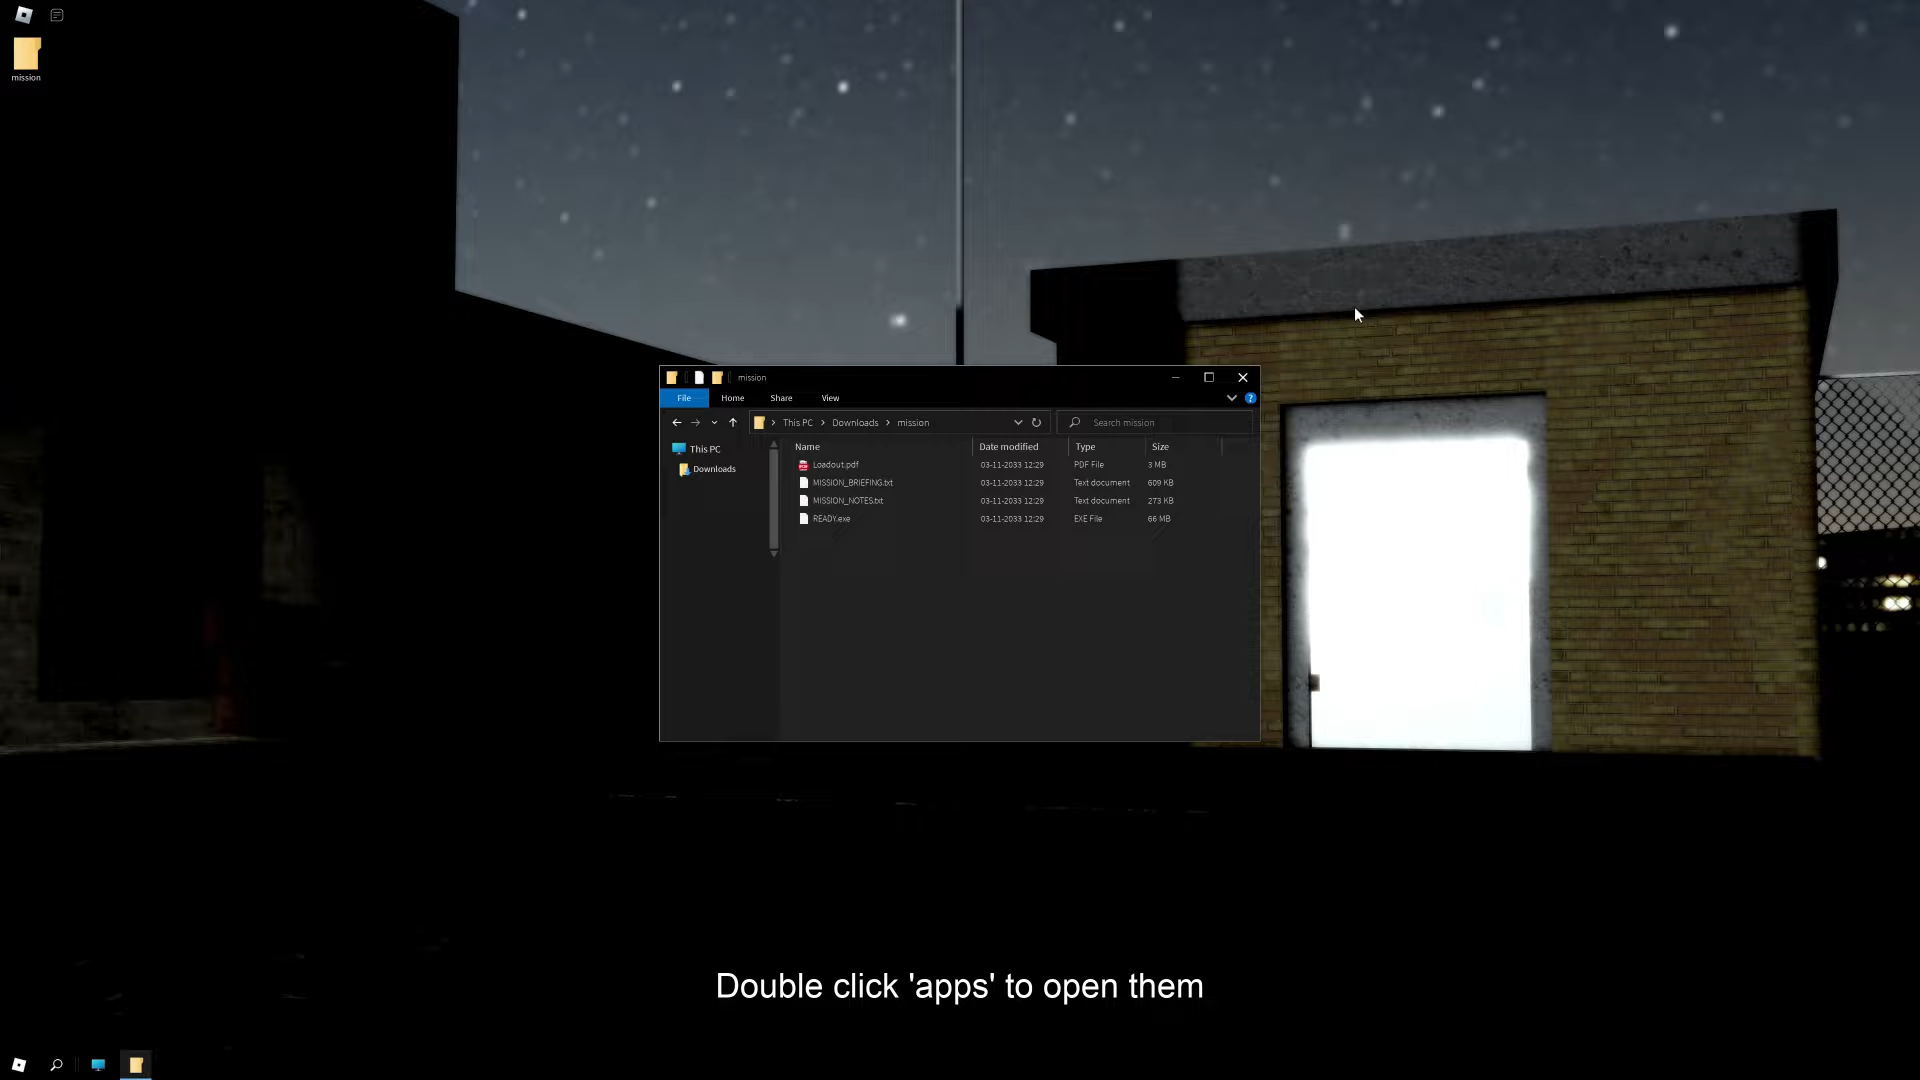 mission
mission
File Home Share View
This PC Downloads mission
Search mission
This PC
Downloads
Name Date modified Type Size
Loadout.pdf 03-11-2033 12:29 PDF File 3 MB
MISSION_BRIEFING.txt 03-11-2033 12:29 Text document 609 KB
MISSION_NOTES.txt 03-11-2033 12:29 Text document 273 KB
READY.exe 03-11-2033 12:29 EXE File 66 MB
Double click 'apps' to open them